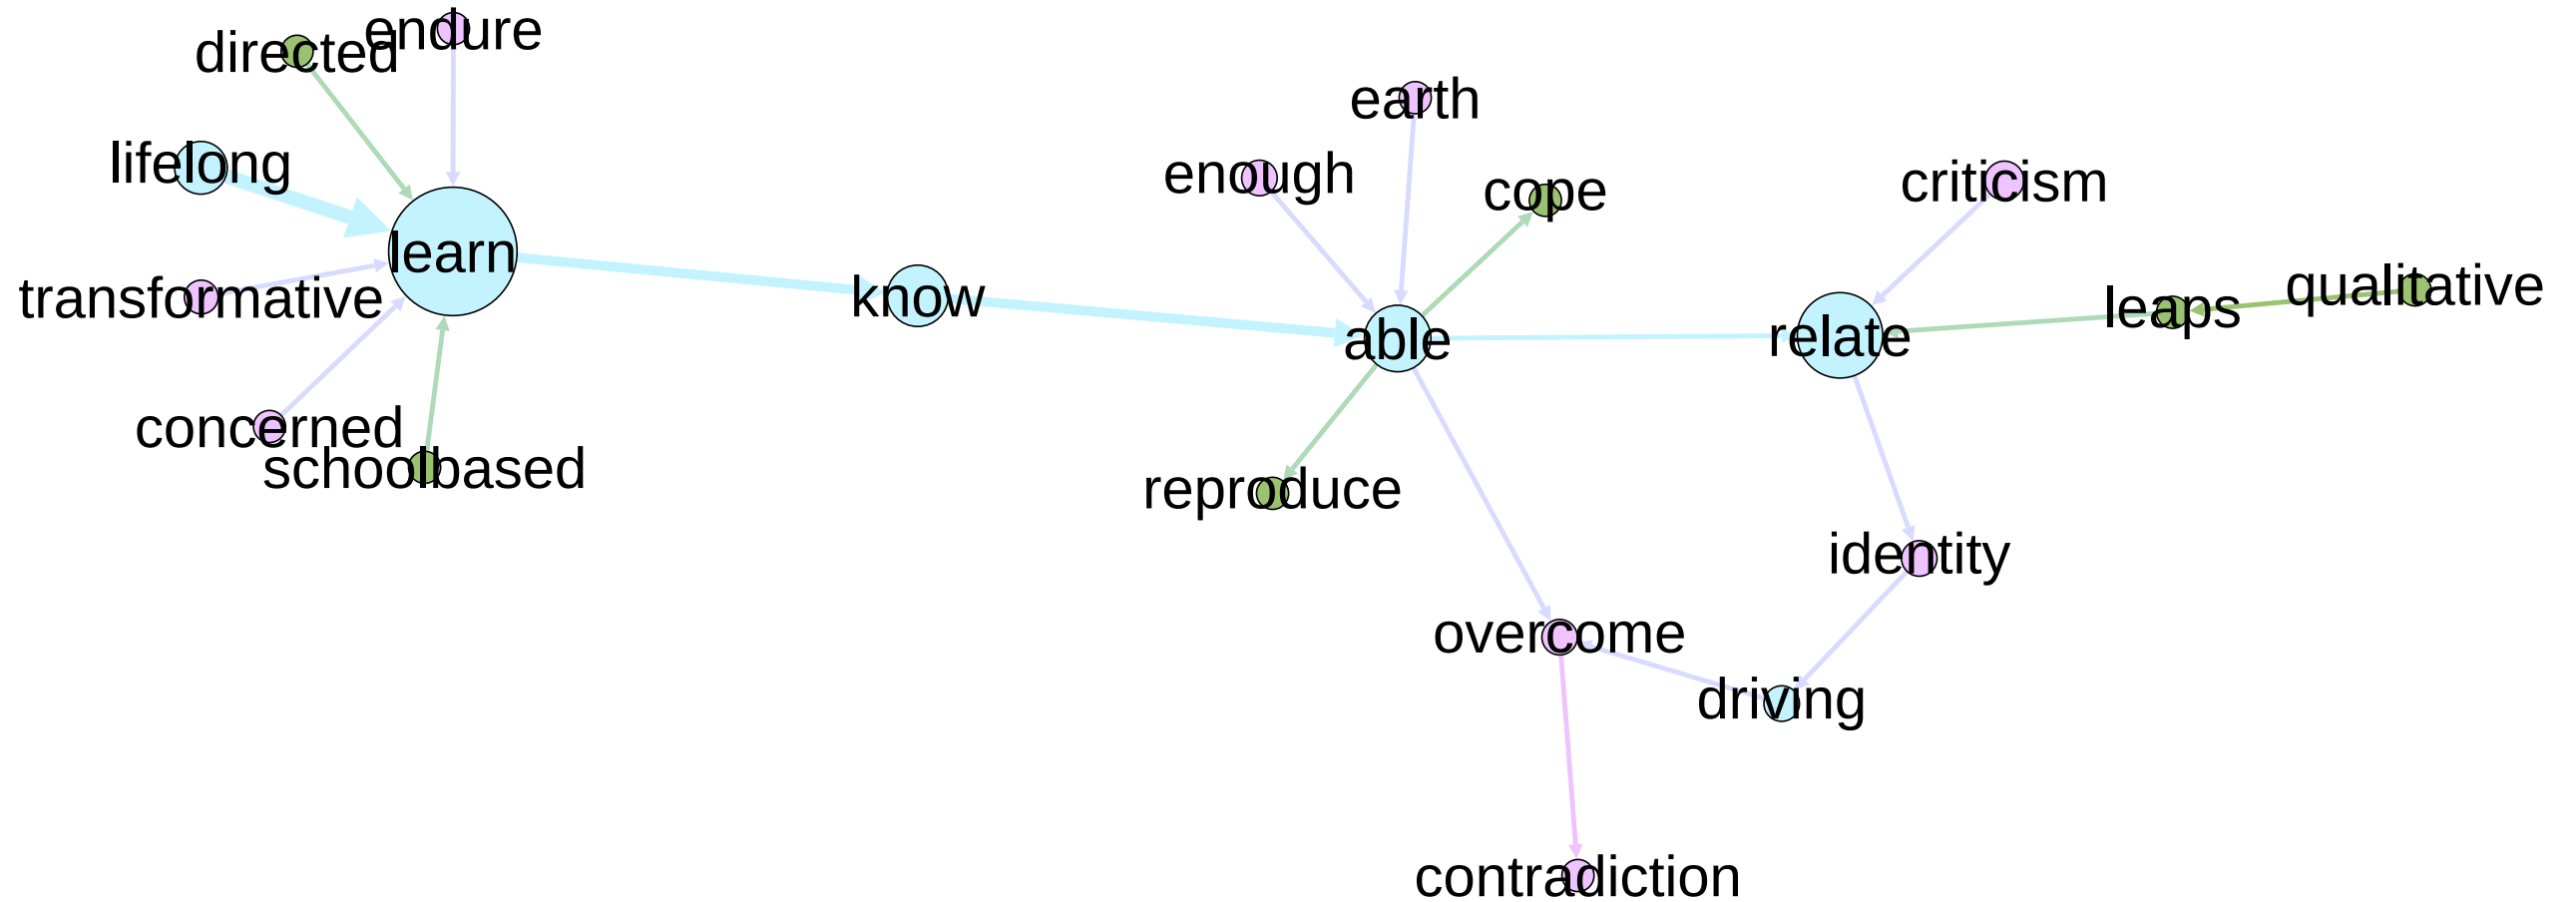 endure
directed
lifelong
learn
transformative
concerned
schoolbased
know
earth
enough
cope
able
reproduce
criticism
qualitative
leaps
relate
identity
overcome
driving
contradiction